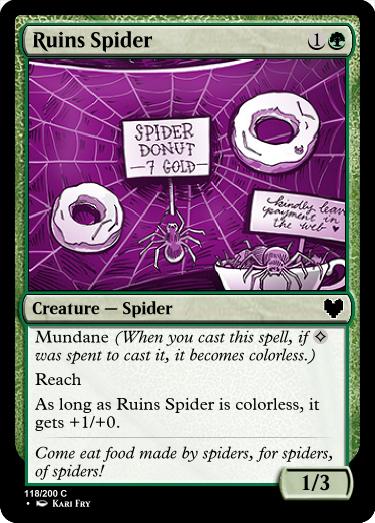 Ruins Spider 1
SPIDER
DONUT
—7 GOLD—
kindly leave
payment in
the web ♥
Creature — Spider
Mundane (When you cast this spell, if
was spent to cast it, it becomes colorless.)
Reach
As long as Ruins Spider is colorless, it
gets +1/+0.
Come eat food made by spiders, for spiders,
of spiders!
1/3
118/200 C
• Kari Fry